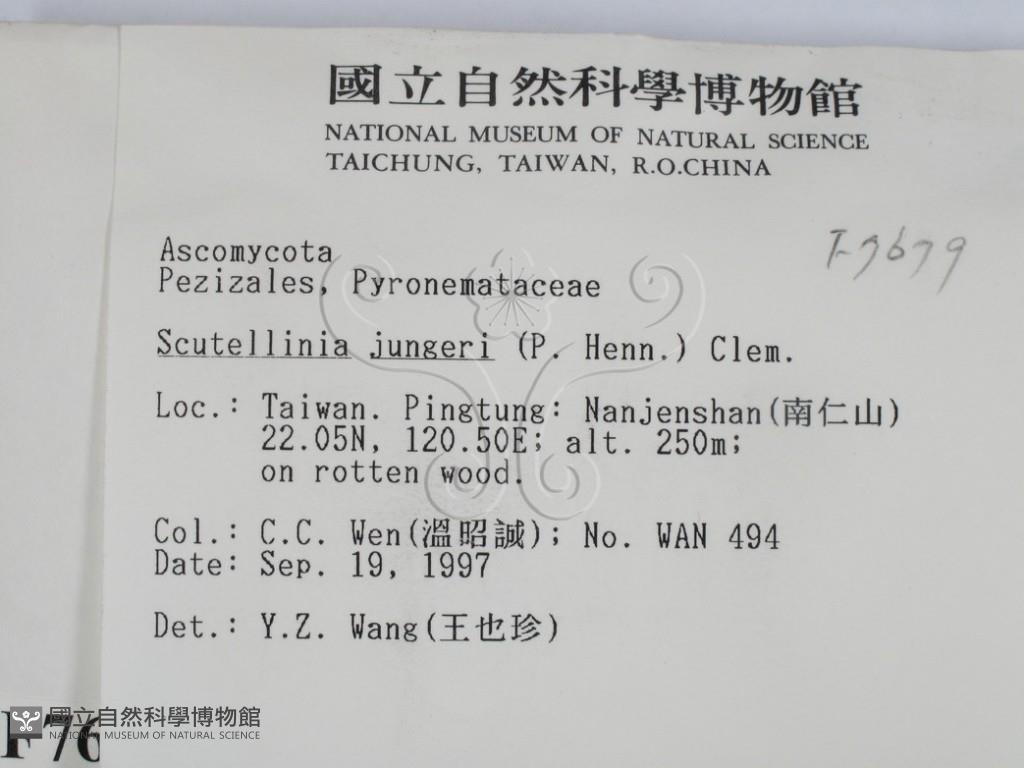 國立自然科學博物館
NATIONAL MUSEUM OF NATURAL SCIENCE
TAICHUNG, TAIWAN, R.O.CHINA
F-7679
Ascomycota
Pezizales, Pyronemataceae
Scutellinia jungeri (P. Henn.) Clem.
Loc.: Taiwan. Pingtung: Nanjenshan(南仁山)
22.05N, 120.50E; alt. 250m;
on rotten wood.
Col.: C.C. Wen(溫昭誠); No. WAN 494
Date: Sep. 19, 1997
Det.: Y.Z. Wang(王也珍)
F76
國立自然科學博物館
NATIONAL MUSEUM OF NATURAL SCIENCE